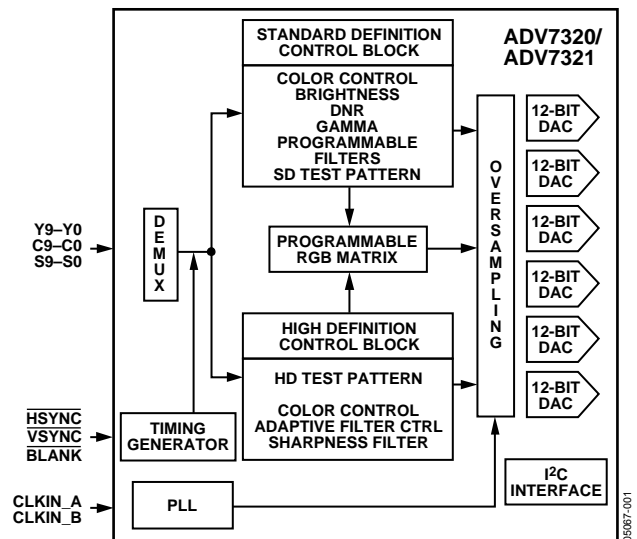 STANDARD DEFINITION
CONTROL BLOCK
COLOR CONTROL
BRIGHTNESS
DNR
GAMMA
PROGRAMMABLE
FILTERS
SD TEST PATTERN
ADV7320/
ADV7321
Y9–Y0
C9–C0
S9–S0
DEMUX
PROGRAMMABLE
RGB MATRIX
HIGH DEFINITION
CONTROL BLOCK
HD TEST PATTERN
COLOR CONTROL
ADAPTIVE FILTER CTRL
SHARPNESS FILTER
OVERSAMPLING
12-BIT
DAC
12-BIT
DAC
12-BIT
DAC
12-BIT
DAC
12-BIT
DAC
12-BIT
DAC
HSYNC
VSYNC
BLANK
TIMING
GENERATOR
CLKIN_A
CLKIN_B
PLL
I2C
INTERFACE
05067-001